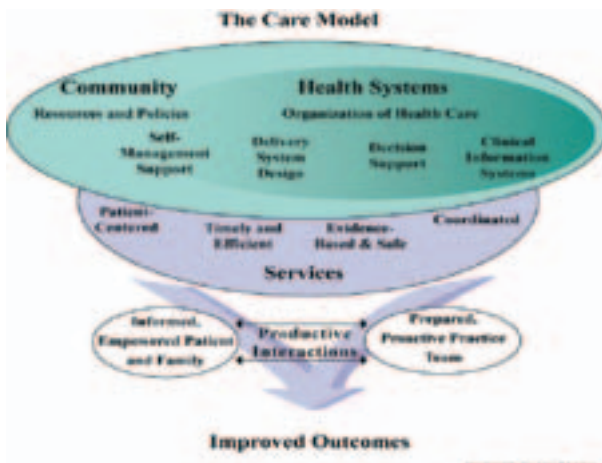 The Care Model
Community
Resources and Policies
Health Systems
Organization of Health Care
Self-
Management
Support
Delivery
System
Design
Decision
Support
Clinical
Information
Systems
Patient-
Centered
Timely and
Efficient
Evidence-
Based & Safe
Coordinated
Services
Informed,
Empowered Patient
and Family
Productive
Interactions
Prepared,
Proactive Practice
Team
Improved Outcomes